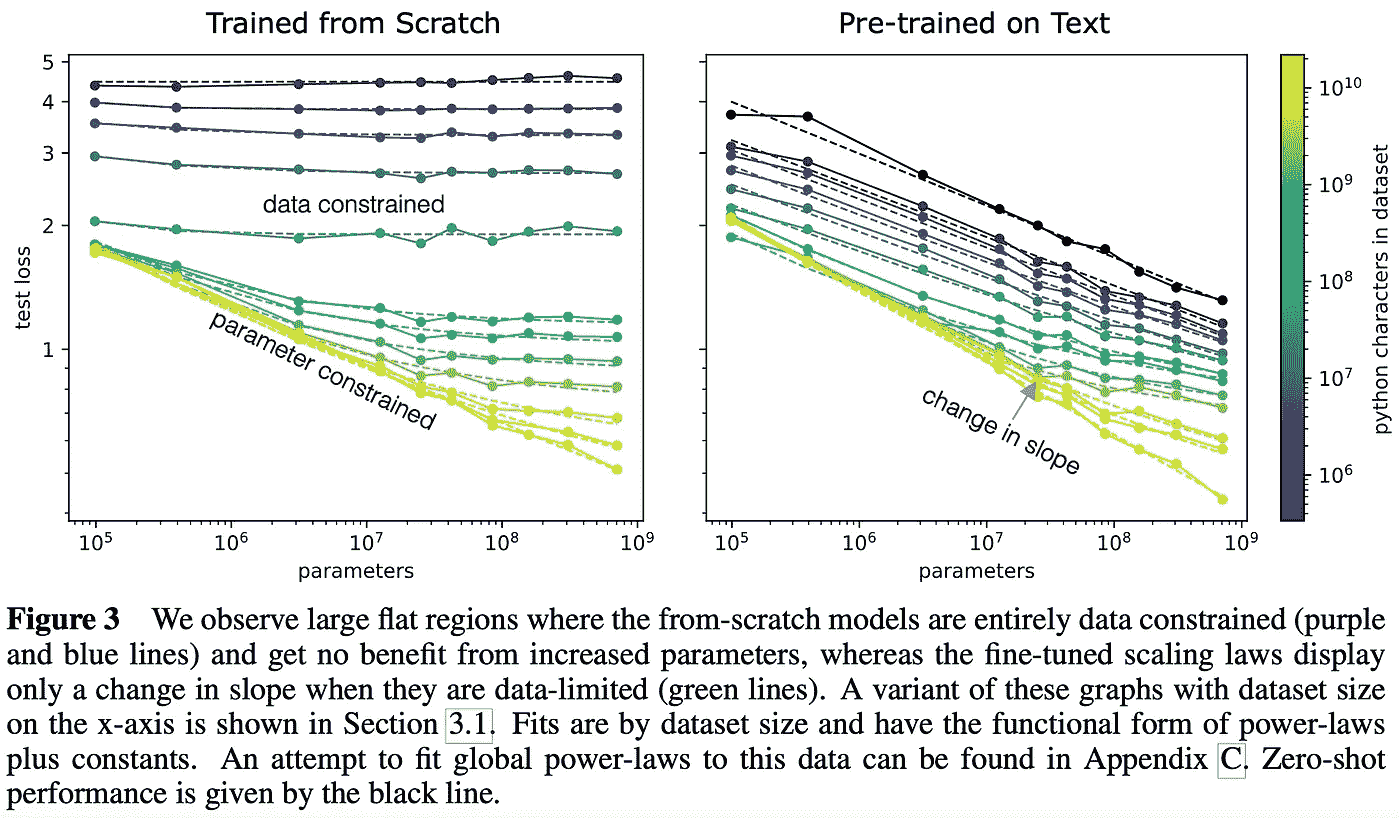 Trained from Scratch
Pre-trained on Text
5
4
3
2
1
test loss
data constrained
parameter constrained
10^5
10^6
10^7
10^8
10^9
parameters
change in slope
10^5
10^6
10^7
10^8
10^9
parameters
10^10
10^9
10^8
10^7
10^6
python characters in dataset
Figure 3 We observe large flat regions where the from-scratch models are entirely data constrained (purple
and blue lines) and get no benefit from increased parameters, whereas the fine-tuned scaling laws display
only a change in slope when they are data-limited (green lines). A variant of these graphs with dataset size
on the x-axis is shown in Section 3.1. Fits are by dataset size and have the functional form of power-laws
plus constants. An attempt to fit global power-laws to this data can be found in Appendix C. Zero-shot
performance is given by the black line.